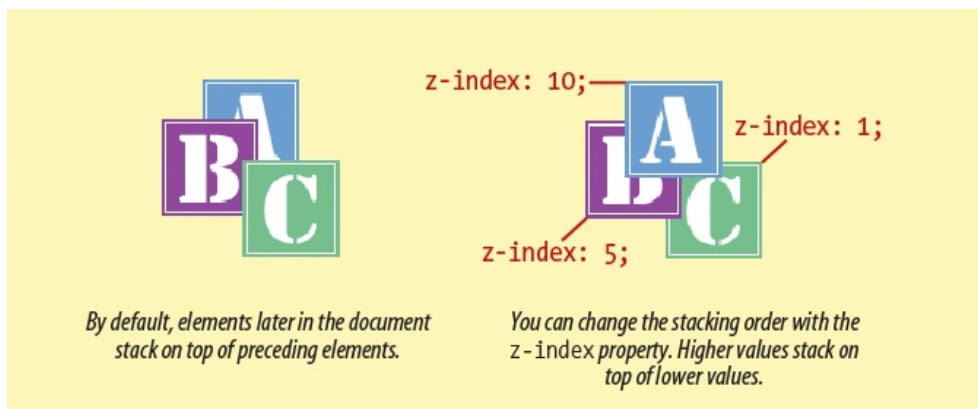 A
B
C
z-index: 10;
A
z-index: 1;
B
C
z-index: 5;
By default, elements later in the document
stack on top of preceding elements.
You can change the stacking order with the
z-index property. Higher values stack on
top of lower values.